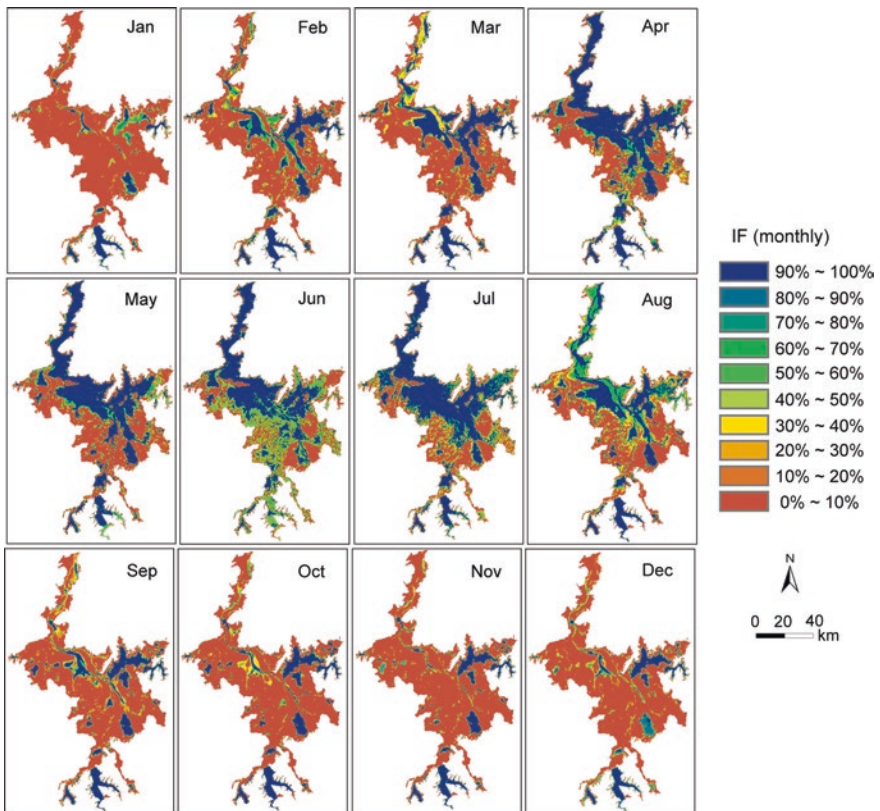 Jan
Feb
Mar
Apr
May
Jun
Jul
Aug
Sep
Oct
Nov
Dec
IF (monthly)
90% ~ 100%
80% ~ 90%
70% ~ 80%
60% ~ 70%
50% ~ 60%
40% ~ 50%
30% ~ 40%
20% ~ 30%
10% ~ 20%
0% ~ 10%
N
0 20 40
km